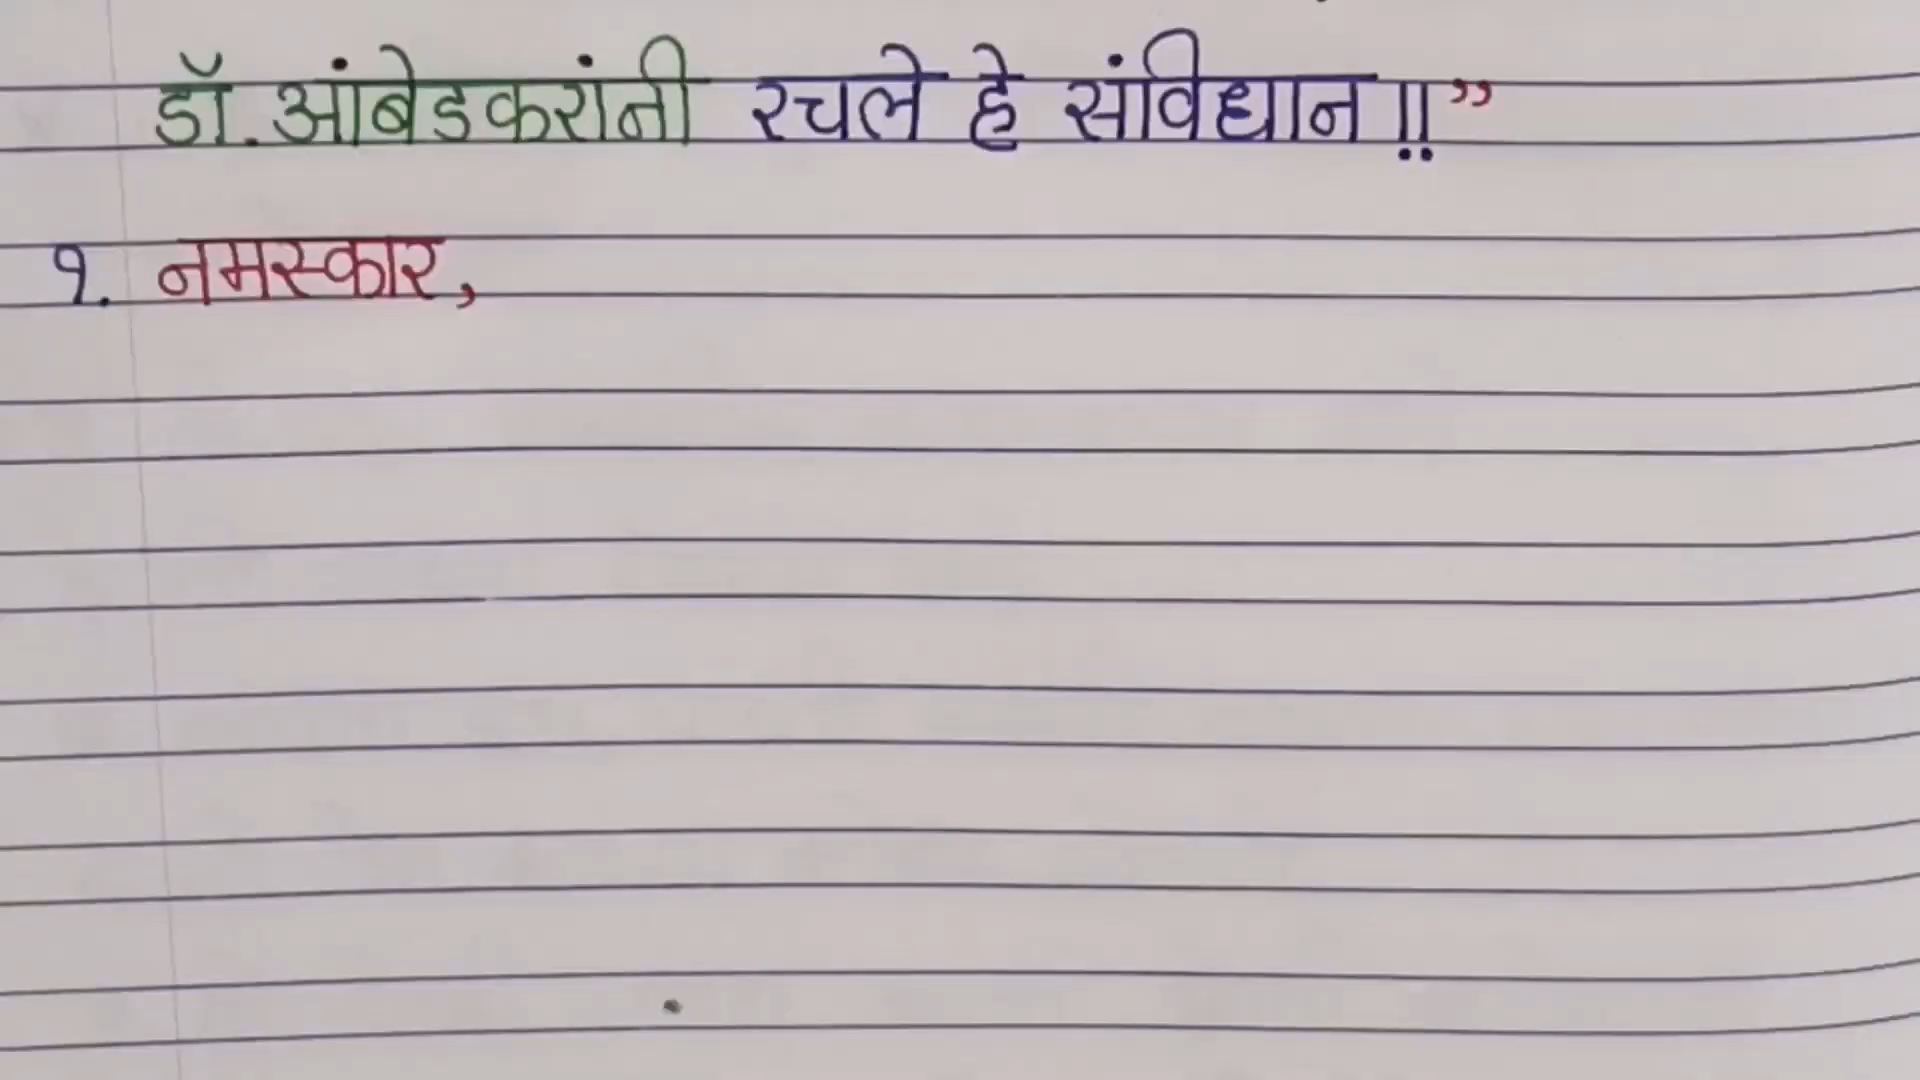 डॉ. आंबेडकरांनी रचले हे संविधान !!”
१. नमस्कार,